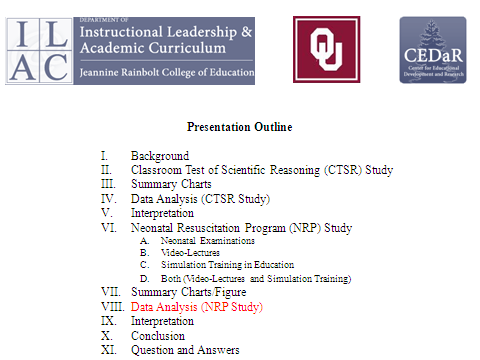 DEPARTMENT OF
I L
A C
Instructional Leadership &
Academic Curriculum
Jeannine Rainbolt College of Education
OU
CEDaR
Center for Educational
Development and Research
Presentation Outline
I. Background
II. Classroom Test of Scientific Reasoning (CTSR) Study
III. Summary Charts
IV. Data Analysis (CTSR Study)
V. Interpretation
VI. Neonatal Resuscitation Program (NRP) Study
A. Neonatal Examinations
B. Video-Lectures
C. Simulation Training in Education
D. Both (Video-Lectures and Simulation Training)
VII. Summary Charts/Figure
VIII. Data Analysis (NRP Study)
IX. Interpretation
X. Conclusion
XI. Question and Answers